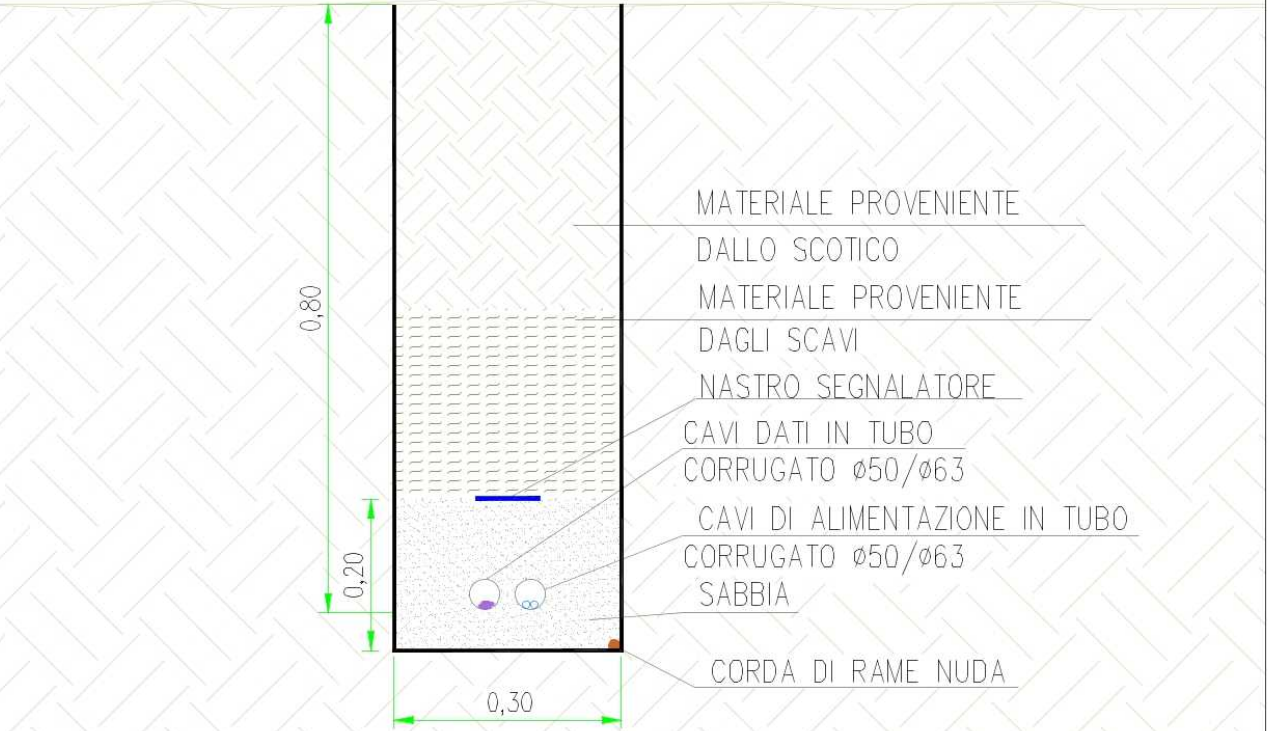 MATERIALE PROVENIENTE
DALLO SCOTICO
MATERIALE PROVENIENTE
DAGLI SCAVI
NASTRO SEGNALATORE
CAVI DATI IN TUBO
CORRUGATO ø50/ø63
CAVI DI ALIMENTAZIONE IN TUBO
CORRUGATO ø50/ø63
SABBIA
CORDA DI RAME NUDA
0,80
0,20
0,30